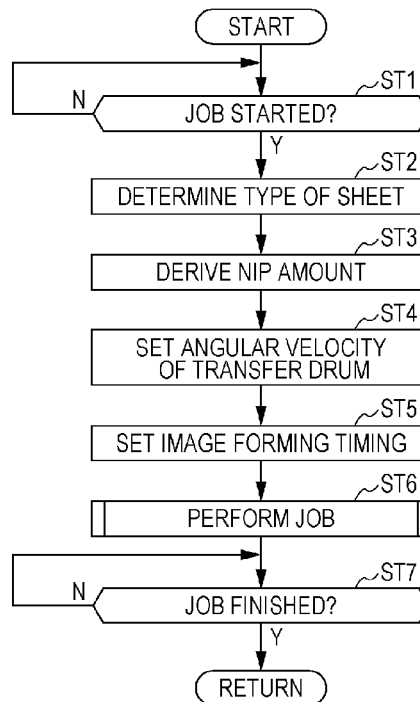 START
ST1
N
JOB STARTED?
Y
ST2
DETERMINE TYPE OF SHEET
ST3
DERIVE NIP AMOUNT
ST4
SET ANGULAR VELOCITY
OF TRANSFER DRUM
ST5
SET IMAGE FORMING TIMING
ST6
PERFORM JOB
ST7
N
JOB FINISHED?
Y
RETURN